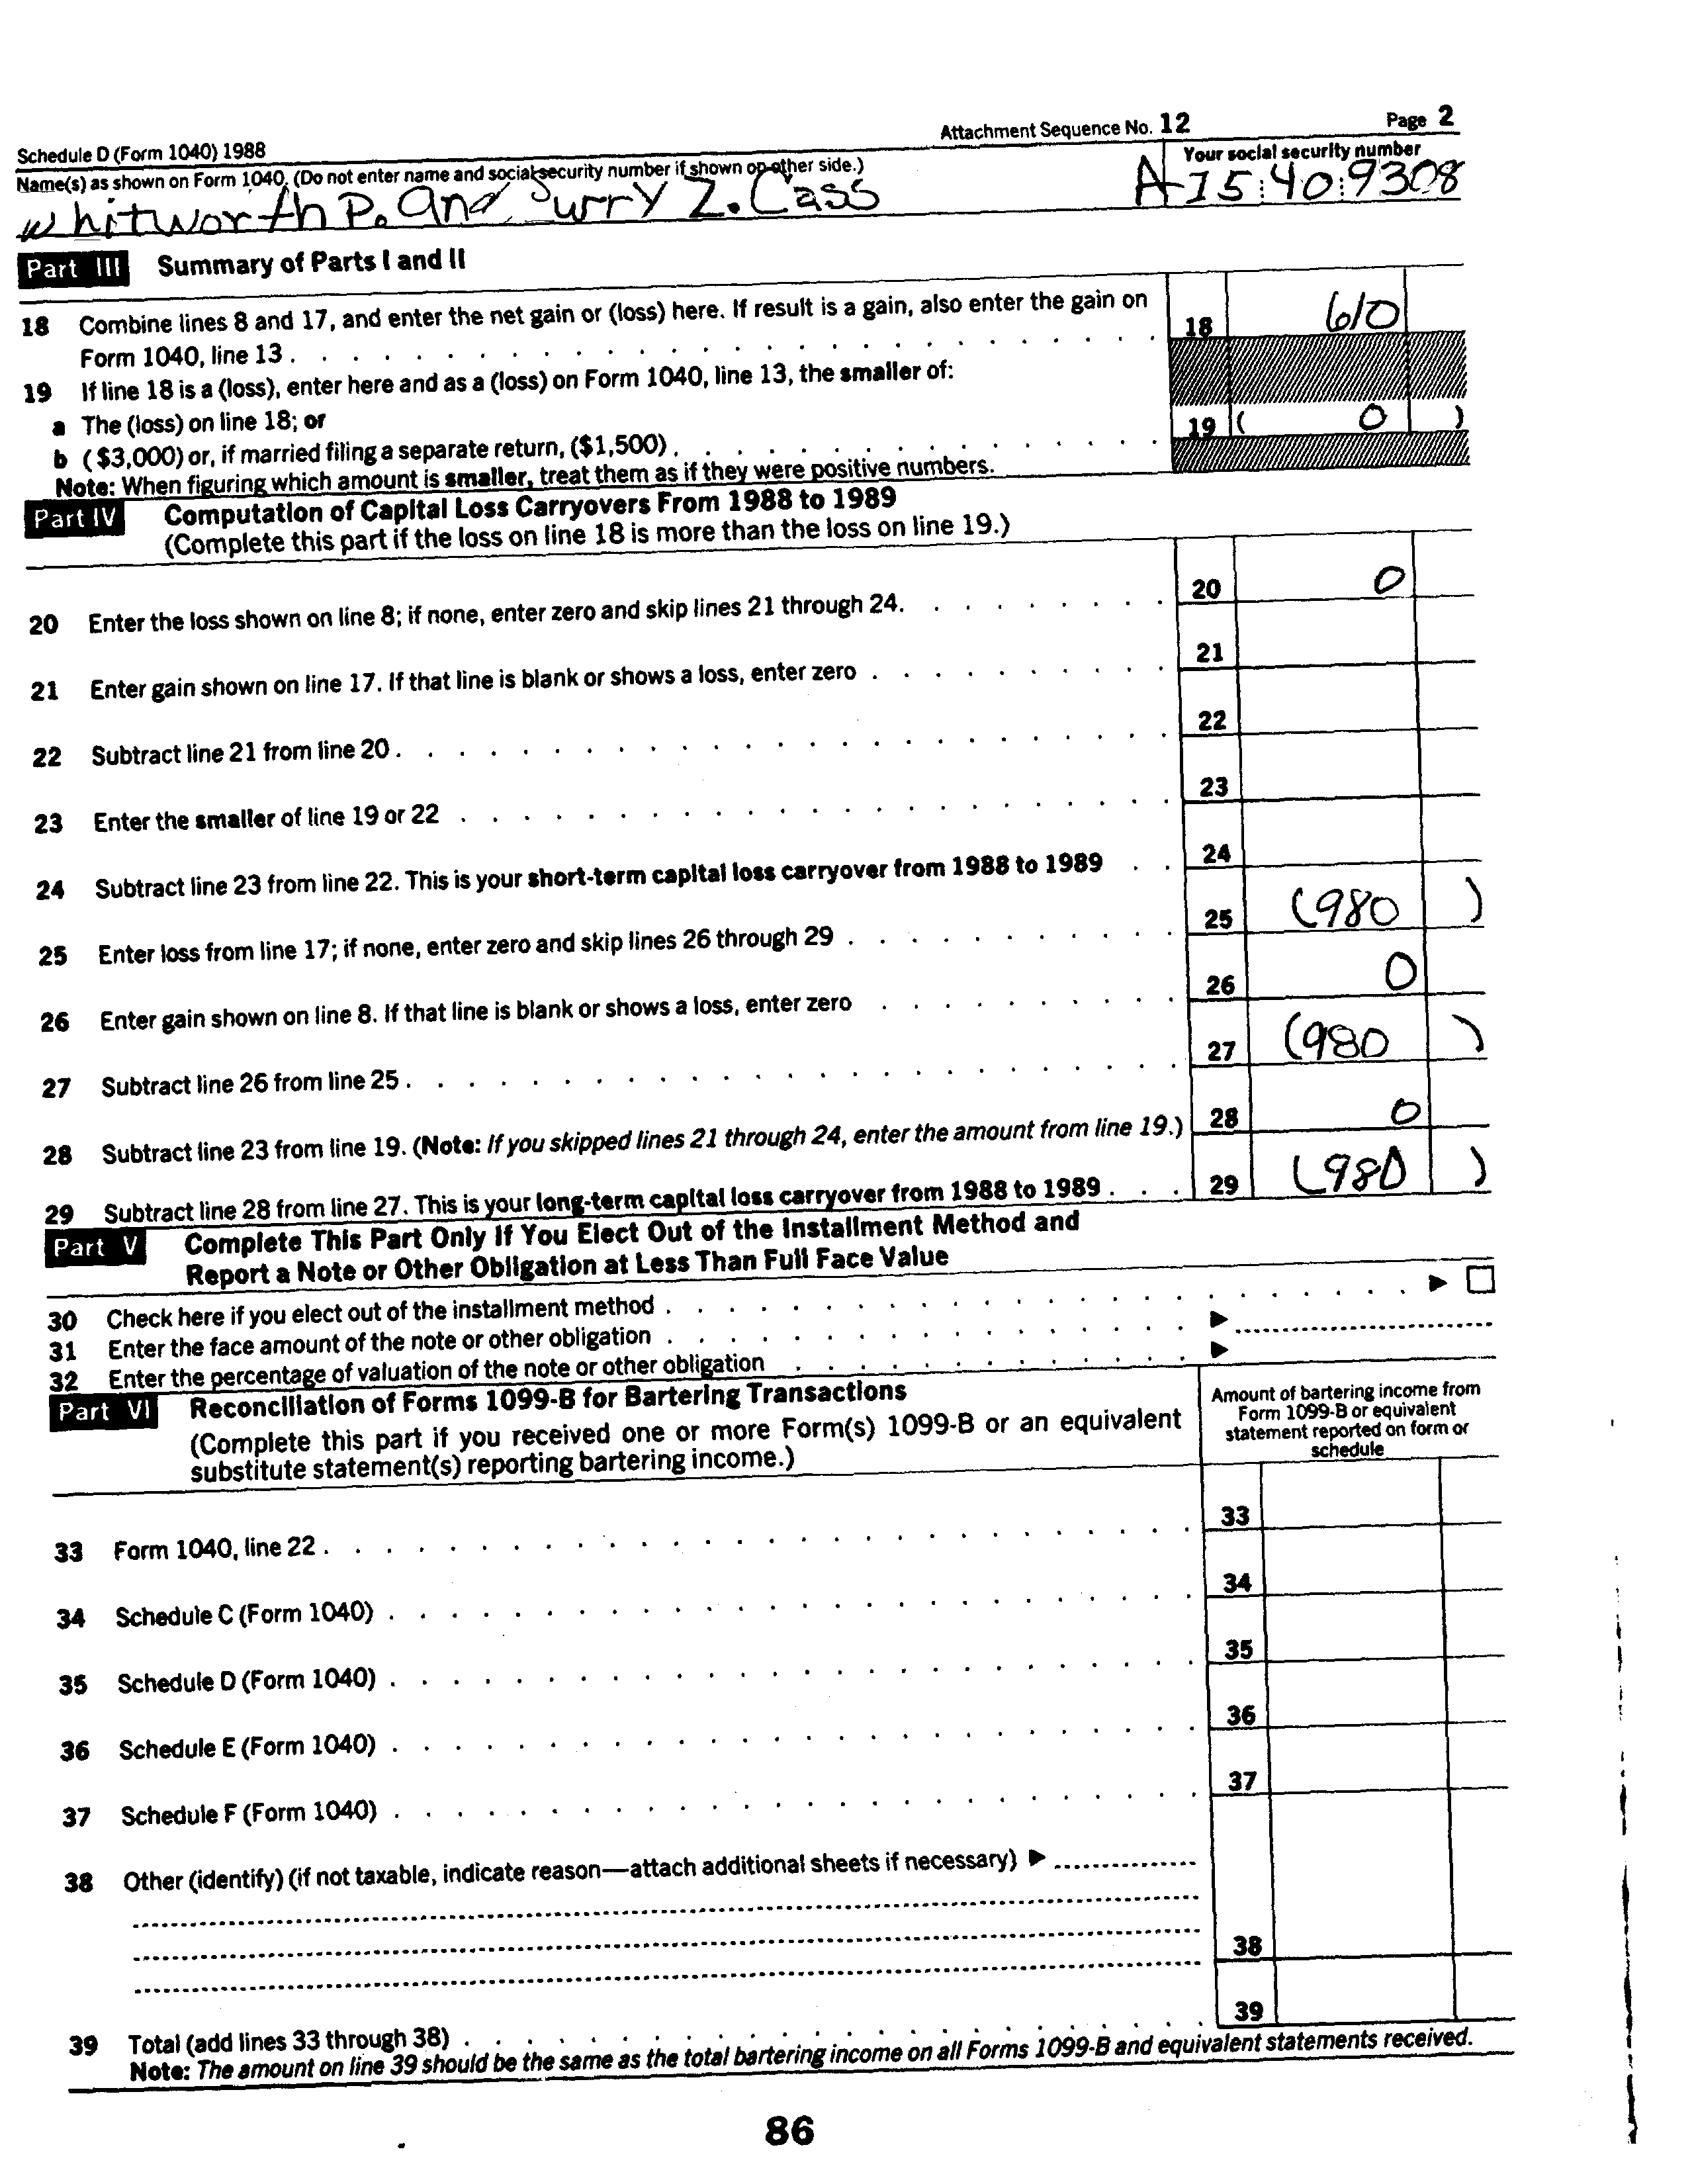 Attachment Sequence No. 12 Page 2
Schedule D (Form 1040) 1988
Name(s) as shown on Form 1040. (Do not enter name and social security number if shown on other side.) Your social security number
Whitworth P. and Surry Z. Cass A-I5:40:9308
Part III Summary of Parts I and II
18 Combine lines 8 and 17, and enter the net gain or (loss) here. If result is a gain, also enter the gain on
Form 1040, line 13 . 18 610
19 If line 18 is a (loss), enter here and as a (loss) on Form 1040, line 13, the smaller of:
a The (loss) on line 18; or
b ($3,000) or, if married filing a separate return, ($1,500) . 19 ( 0 )
Note: When figuring which amount is smaller, treat them as if they were positive numbers.
Part IV Computation of Capital Loss Carryovers From 1988 to 1989
(Complete this part if the loss on line 18 is more than the loss on line 19.)
20 Enter the loss shown on line 8; if none, enter zero and skip lines 21 through 24. 20 0
21 Enter gain shown on line 17. If that line is blank or shows a loss, enter zero . 21
22 Subtract line 21 from line 20 . 22
23 Enter the smaller of line 19 or 22 . 23
24 Subtract line 23 from line 22. This is your short-term capital loss carryover from 1988 to 1989 . 24
25 Enter loss from line 17; if none, enter zero and skip lines 26 through 29 . 25 (980 )
26 Enter gain shown on line 8. If that line is blank or shows a loss, enter zero . 26 0
27 Subtract line 26 from line 25 . 27 (980 )
28 Subtract line 23 from line 19. (Note: If you skipped lines 21 through 24, enter the amount from line 19.) 28 0
29 Subtract line 28 from line 27. This is your long-term capital loss carryover from 1988 to 1989 . 29 (980 )
Part V Complete This Part Only If You Elect Out of the Installment Method and
Report a Note or Other Obligation at Less Than Full Face Value
30 Check here if you elect out of the installment method . ▶ ☐
31 Enter the face amount of the note or other obligation . ▶
32 Enter the percentage of valuation of the note or other obligation . ▶
Part VI Reconciliation of Forms 1099-B for Bartering Transactions
(Complete this part if you received one or more Form(s) 1099-B or an equivalent
substitute statement(s) reporting bartering income.)
Amount of bartering income from
Form 1099-B or equivalent
statement reported on form or
schedule
33 Form 1040, line 22 . 33
34 Schedule C (Form 1040) . 34
35 Schedule D (Form 1040) . 35
36 Schedule E (Form 1040) . 36
37 Schedule F (Form 1040) . 37
38 Other (identify) (if not taxable, indicate reason—attach additional sheets if necessary) ▶
38
39 Total (add lines 33 through 38) . 39
Note: The amount on line 39 should be the same as the total bartering income on all Forms 1099-B and equivalent statements received.
86